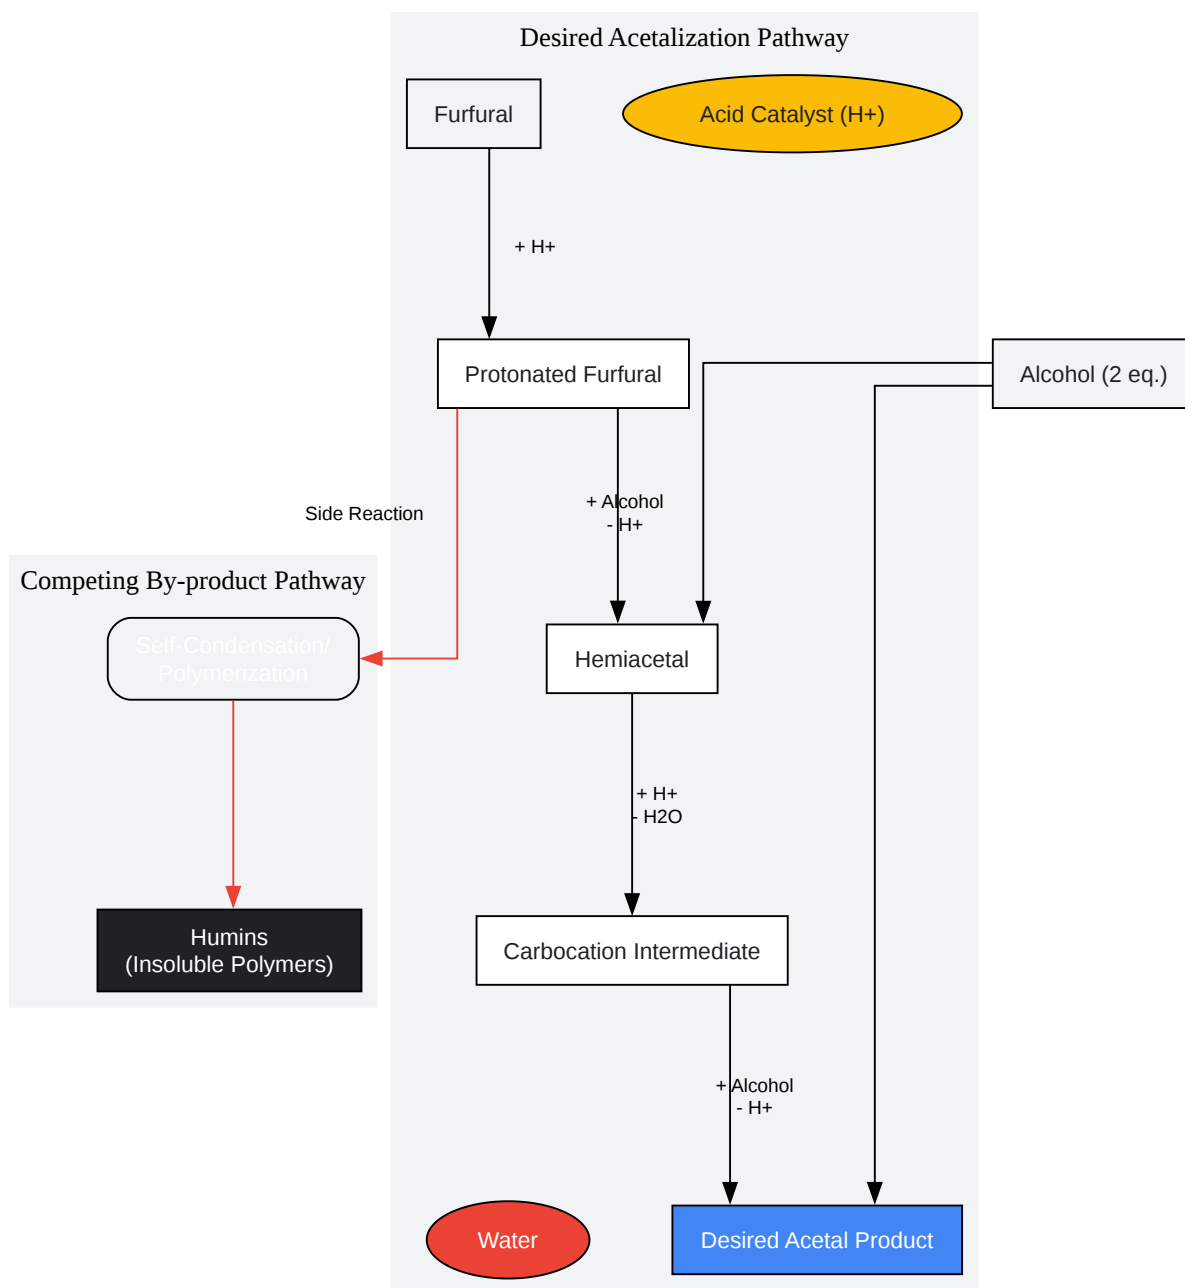 Desired Acetalization Pathway
Furfural
Acid Catalyst (H+)
+ H+
Protonated Furfural
Alcohol (2 eq.)
Side Reaction
+ Alcohol
- H+
Competing By-product Pathway
Self-Condensation/
Polymerization
Hemiacetal
+ H+
- H2O
Humins
(Insoluble Polymers)
Carbocation Intermediate
+ Alcohol
- H+
Water
Desired Acetal Product